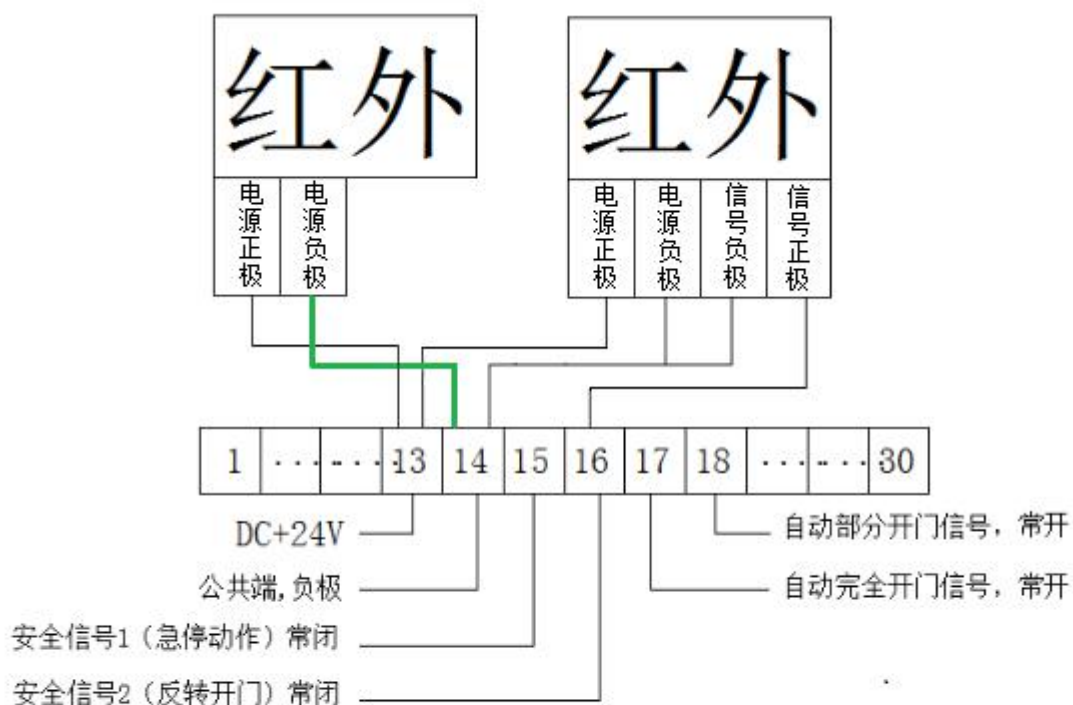 红外
红外
电源正极
电源负极
电源正极
电源负极
信号负极
信号正极
1 ...... 13 14 15 16 17 18 ...... 30
DC+24V
自动部分开门信号，常开
公共端,负极
自动完全开门信号，常开
安全信号1（急停动作）常闭
安全信号2（反转开门）常闭